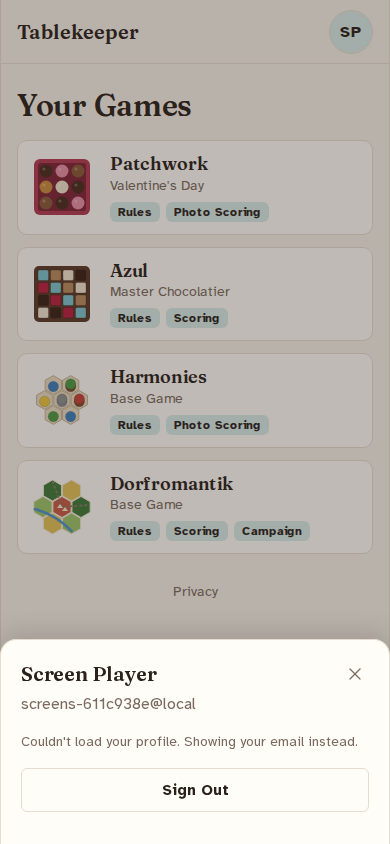 Tablekeeper
SP
Your Games
Patchwork
Valentine's Day
Rules
Photo Scoring
Azul
Master Chocolatier
Rules
Scoring
Harmonies
Base Game
Rules
Photo Scoring
Dorfromantik
Base Game
Rules
Scoring
Campaign
Privacy
Screen Player
screens-611c938e@local
Couldn't load your profile. Showing your email instead.
Sign Out